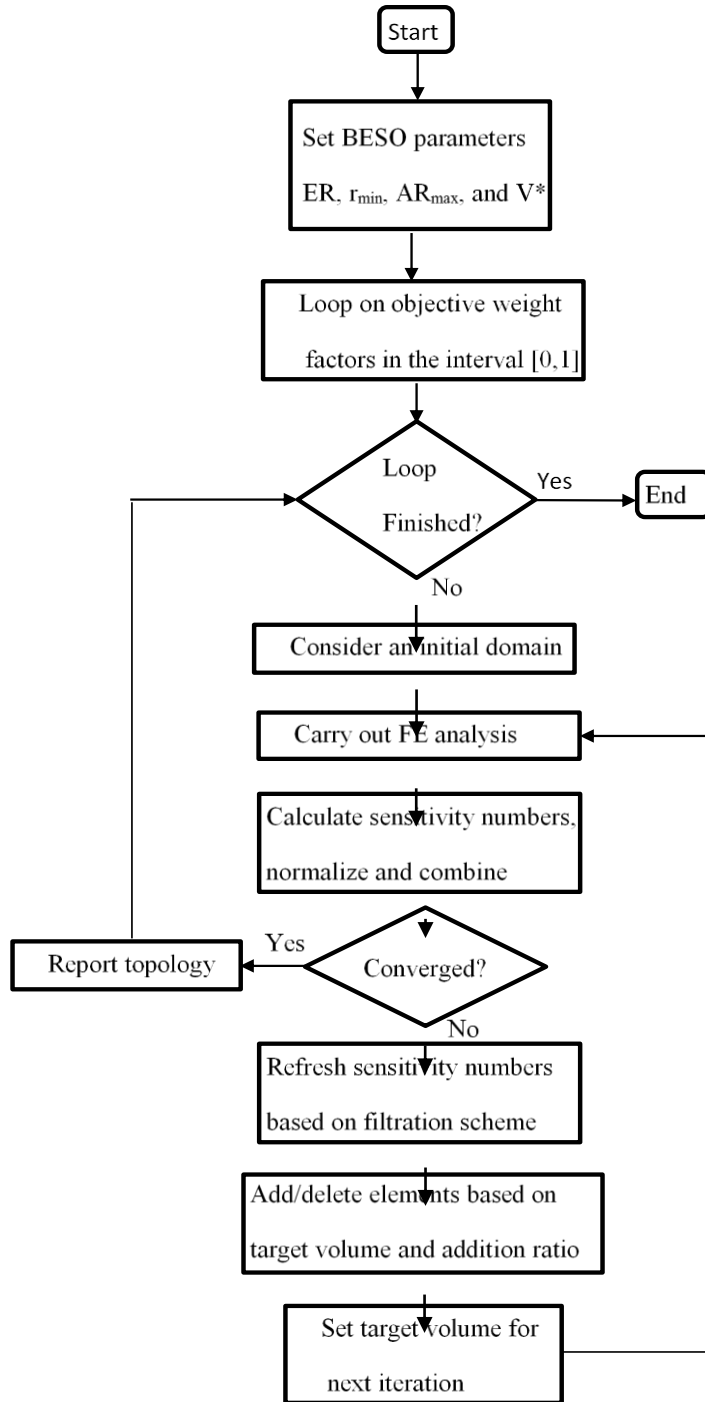 Start
Set BESO parameters
ER, rmin, ARmax, and V*
Loop on objective weight
factors in the interval [0,1]
Loop
Finished?
Yes
End
No
Consider an initial domain
Carry out FE analysis
Calculate sensitivity numbers,
normalize and combine
Yes
Report topology
Converged?
No
Refresh sensitivity numbers
based on filtration scheme
Add/delete elements based on
target volume and addition ratio
Set target volume for
next iteration